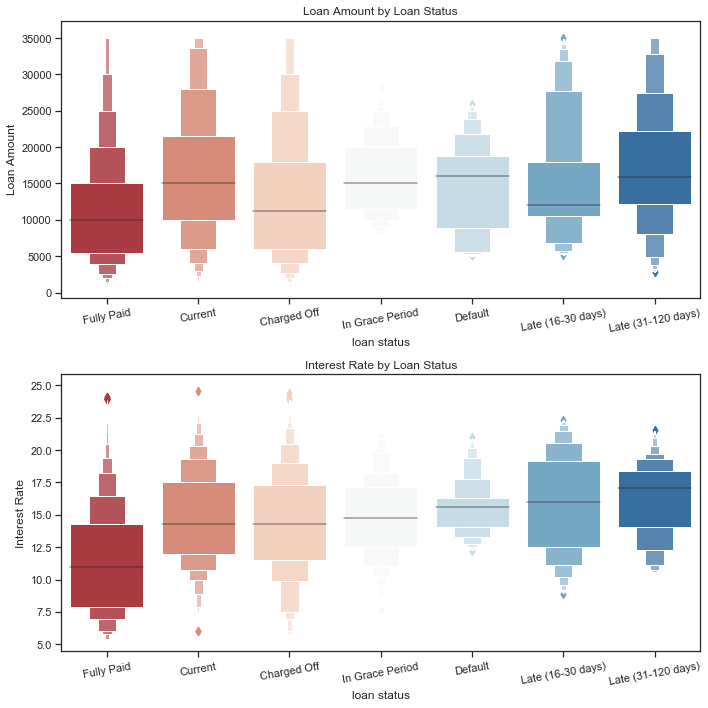 Loan Amount by Loan Status
35000
30000
25000
20000
15000
10000
5000
0
Loan Amount
Fully Paid
Current
Charged Off
In Grace Period
Default
Late (16-30 days)
Late (31-120 days)
loan status
Interest Rate by Loan Status
25.0
22.5
20.0
17.5
15.0
12.5
10.0
7.5
5.0
Interest Rate
Fully Paid
Current
Charged Off
In Grace Period
Default
Late (16-30 days)
Late (31-120 days)
loan status